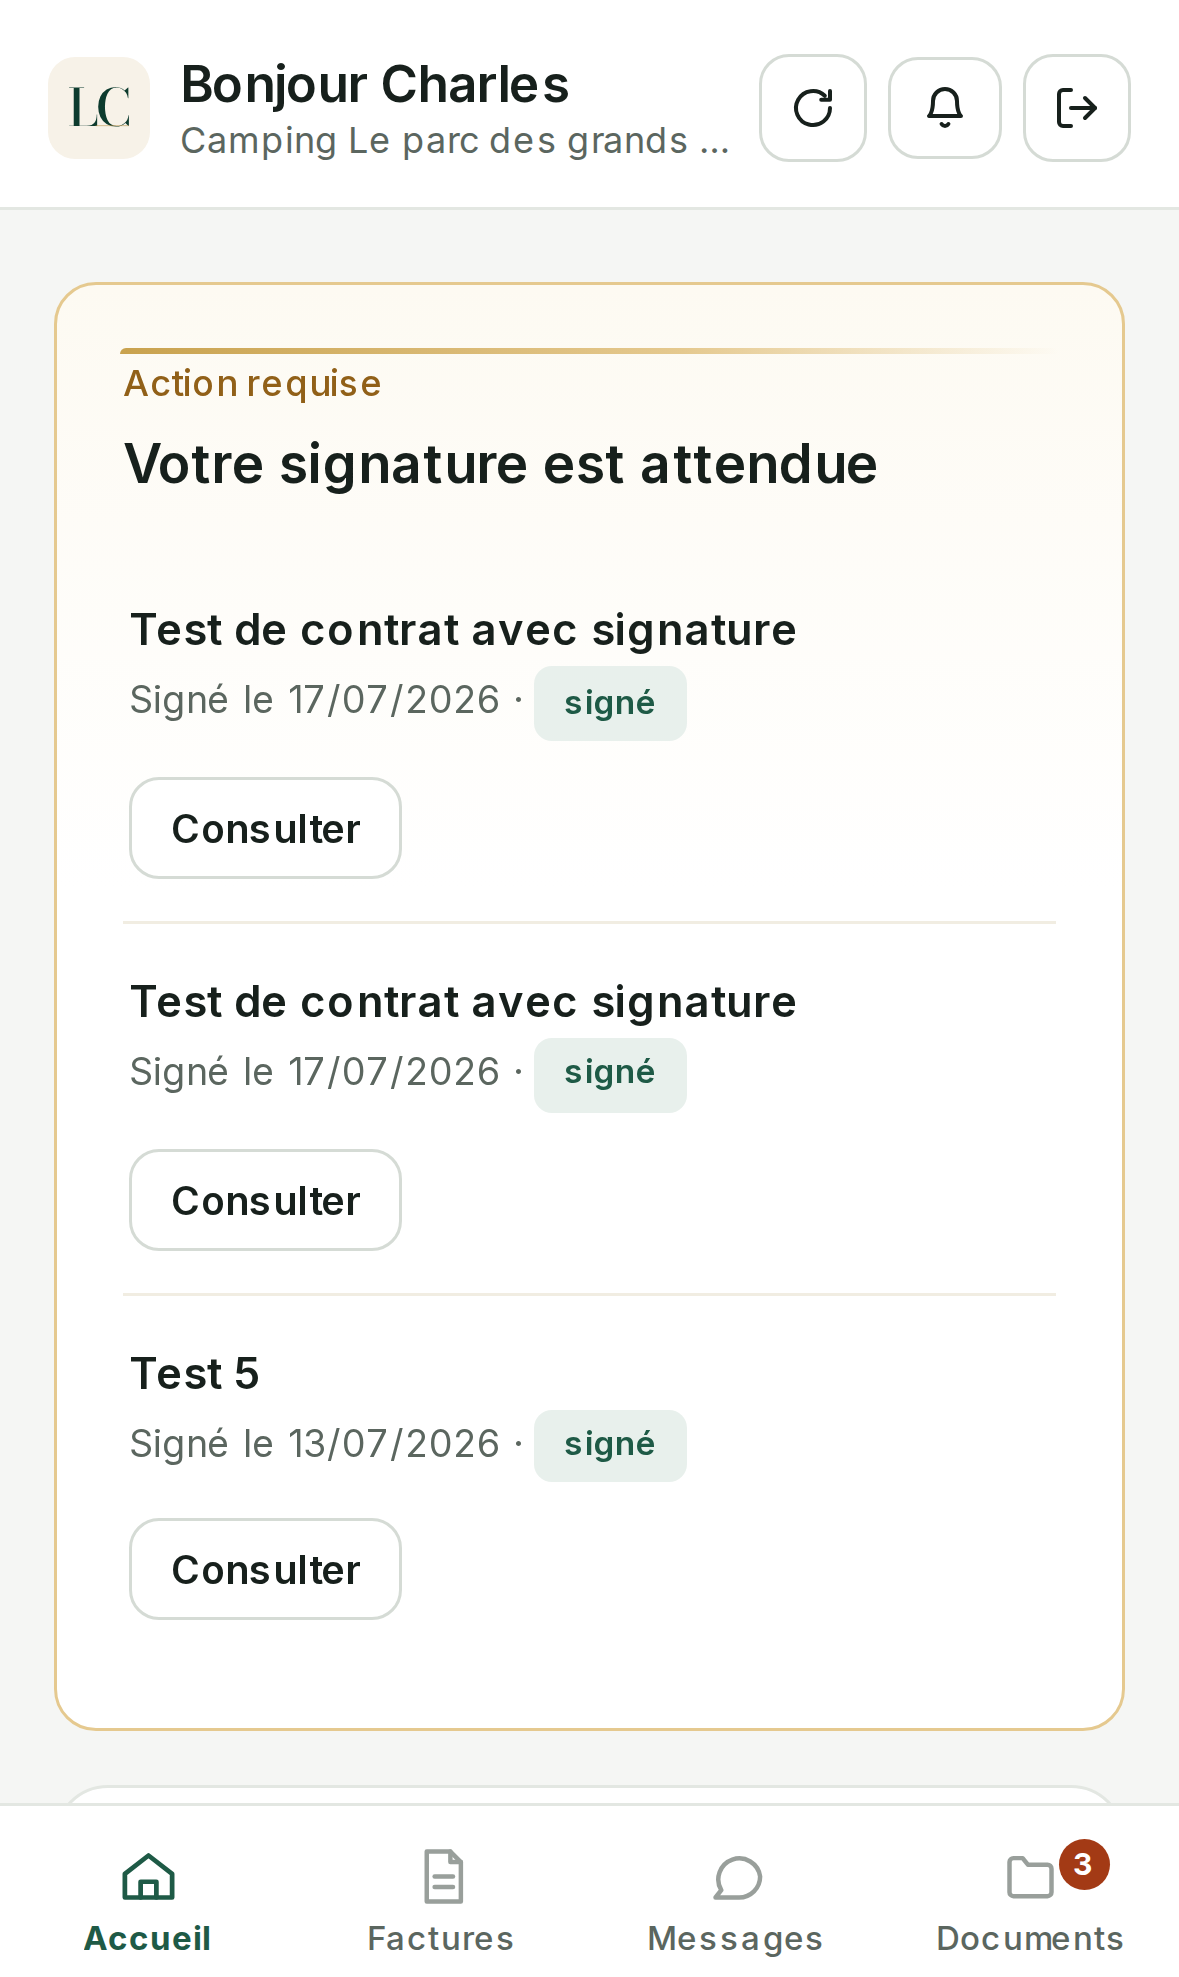 LC
Bonjour Charles
Camping Le parc des grands ...
Action requise
Votre signature est attendue
Test de contrat avec signature
Signé le 17/07/2026 · signé
Consulter
Test de contrat avec signature
Signé le 17/07/2026 · signé
Consulter
Test 5
Signé le 13/07/2026 · signé
Consulter
3
Accueil Factures Messages Documents